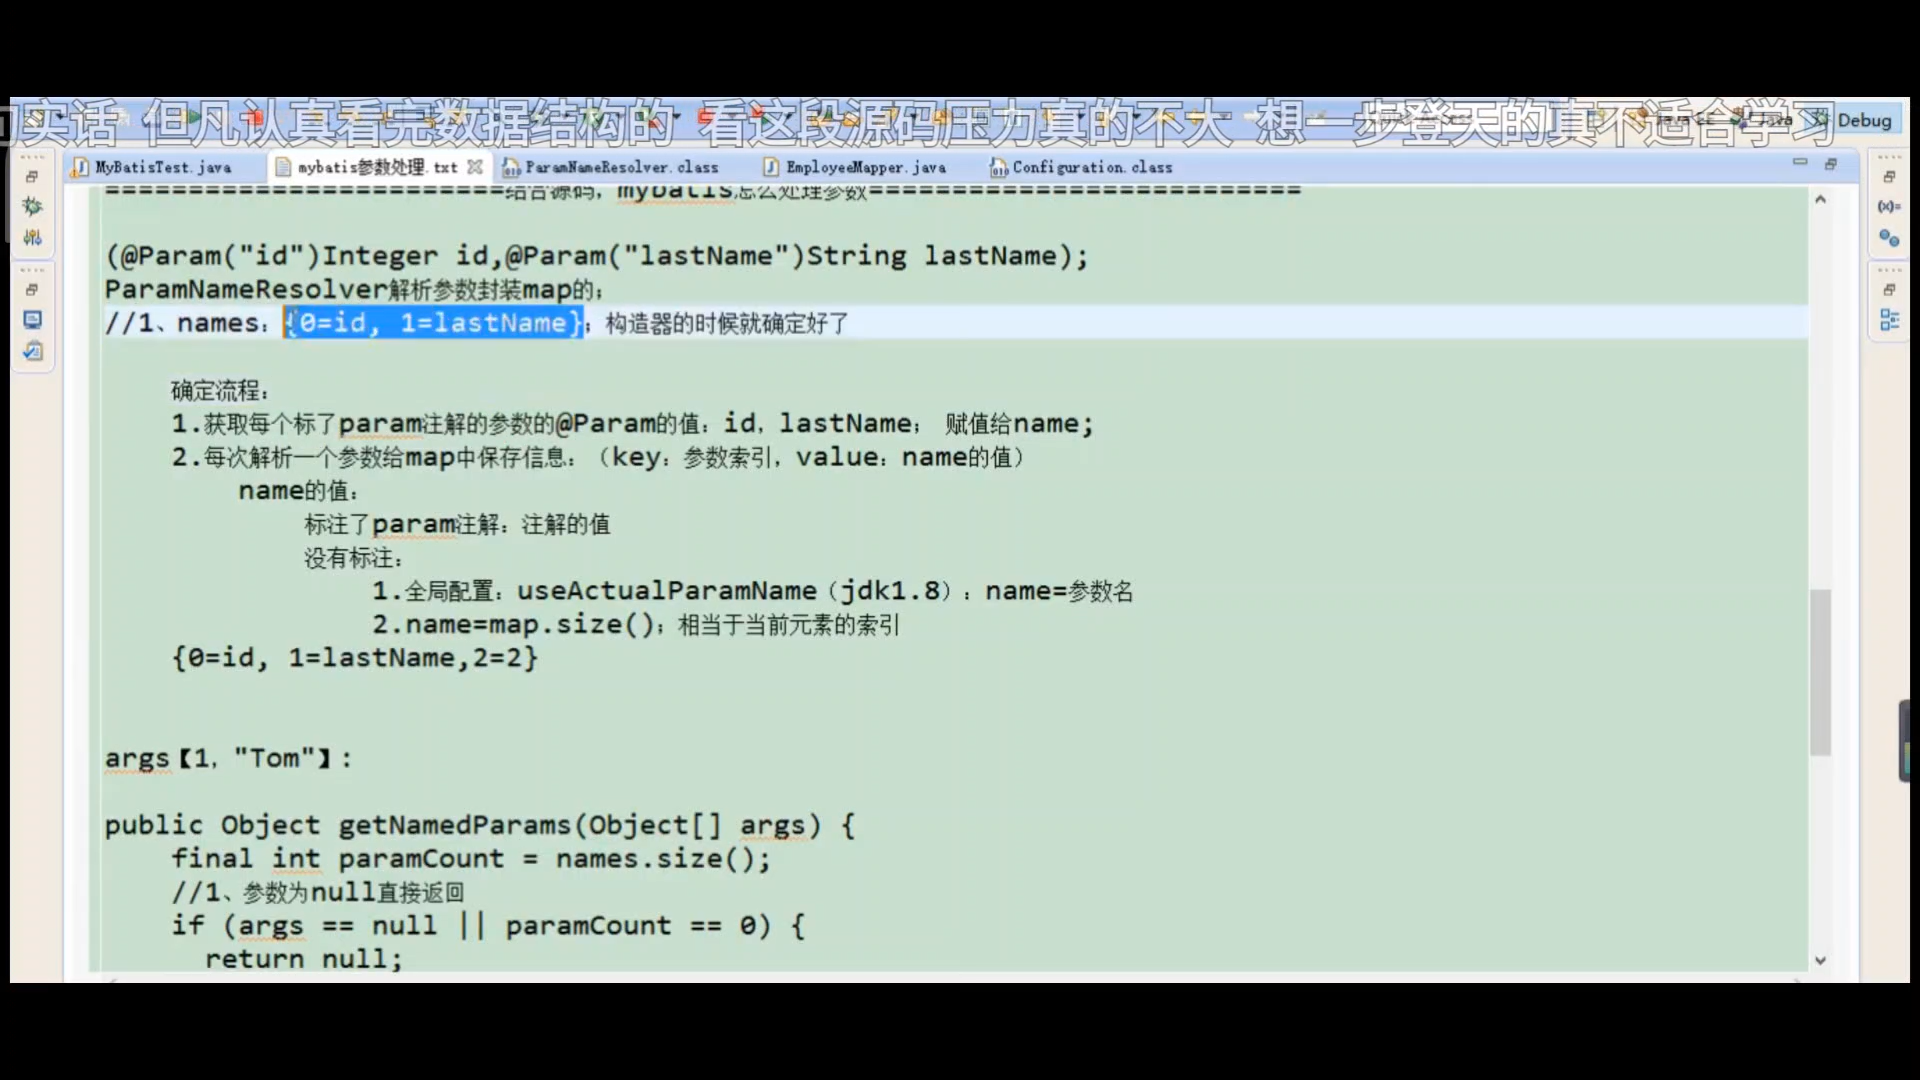 实话 但凡认真看完数据结构的 看这段源码压力真的不大 想一步登天的真不适合学习
Debug
MyBatisTest.java mybatis参数处理.txt ParamNameResolver.class EmployeeMapper.java Configuration.class
========================结合源码，mybatis怎么处理参数==========================
(@Param("id")Integer id,@Param("lastName")String lastName);
ParamNameResolver解析参数封装map的；
//1、names：{0=id, 1=lastName}；构造器的时候就确定好了
确定流程：
1.获取每个标了param注解的参数的@Param的值：id，lastName； 赋值给name;
2.每次解析一个参数给map中保存信息：（key：参数索引，value：name的值）
name的值：
标注了param注解：注解的值
没有标注：
1.全局配置：useActualParamName（jdk1.8）：name=参数名
2.name=map.size()；相当于当前元素的索引
{0=id, 1=lastName,2=2}
args【1，"Tom"】:
public Object getNamedParams(Object[] args) {
final int paramCount = names.size();
//1、参数为null直接返回
if (args == null || paramCount == 0) {
return null;